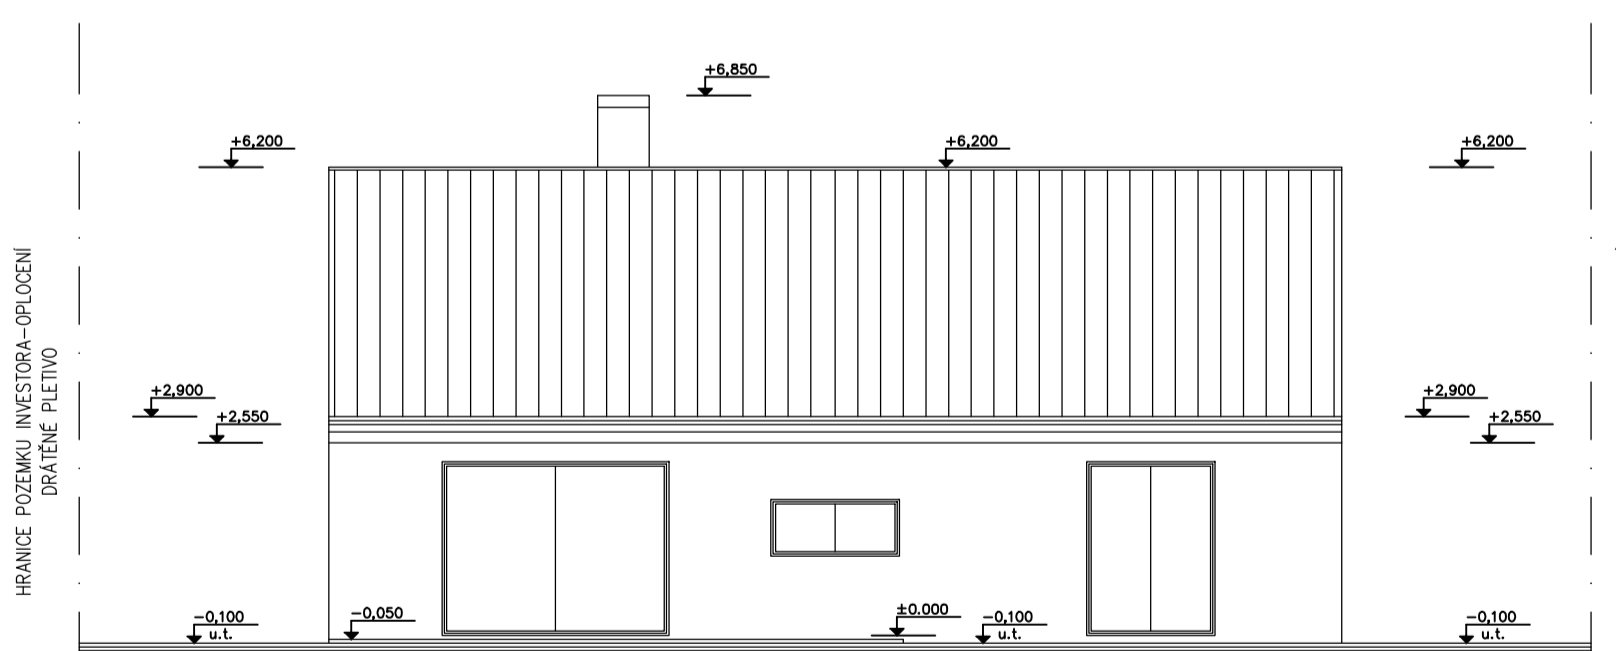 +6,850
+6,200
+6,200
+6,200
HRANICE POZEMKU INVESTORA-OPLOCENÍ
DRÁTĚNÉ PLETIVO
+2,900
+2,550
+2,900
+2,550
-0,100
u.t.
-0,050
±0.000
-0,100
u.t.
-0,100
u.t.